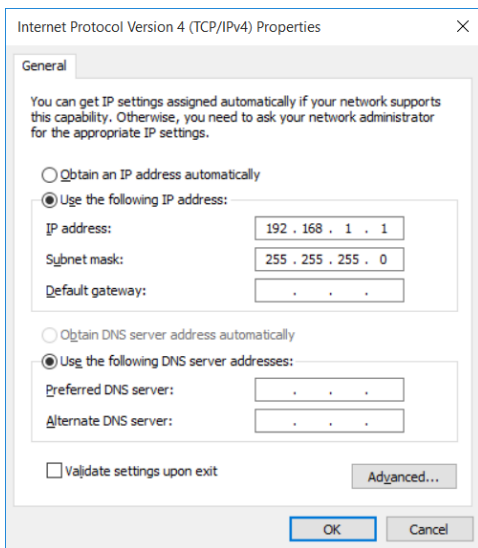 Internet Protocol Version 4 (TCP/IPv4) Properties
General
You can get IP settings assigned automatically if your network supports
this capability. Otherwise, you need to ask your network administrator
for the appropriate IP settings.
Obtain an IP address automatically
Use the following IP address:
IP address: 192 . 168 . 1 . 1
Subnet mask: 255 . 255 . 255 . 0
Default gateway: . . .
Obtain DNS server address automatically
Use the following DNS server addresses:
Preferred DNS server: . . .
Alternate DNS server: . . .
Validate settings upon exit
Advanced...
OK Cancel